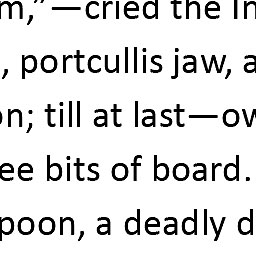 m,” —cried the In
, portcullis jaw, a
on; till at last—ow
ee bits of board.
poon, a deadly d